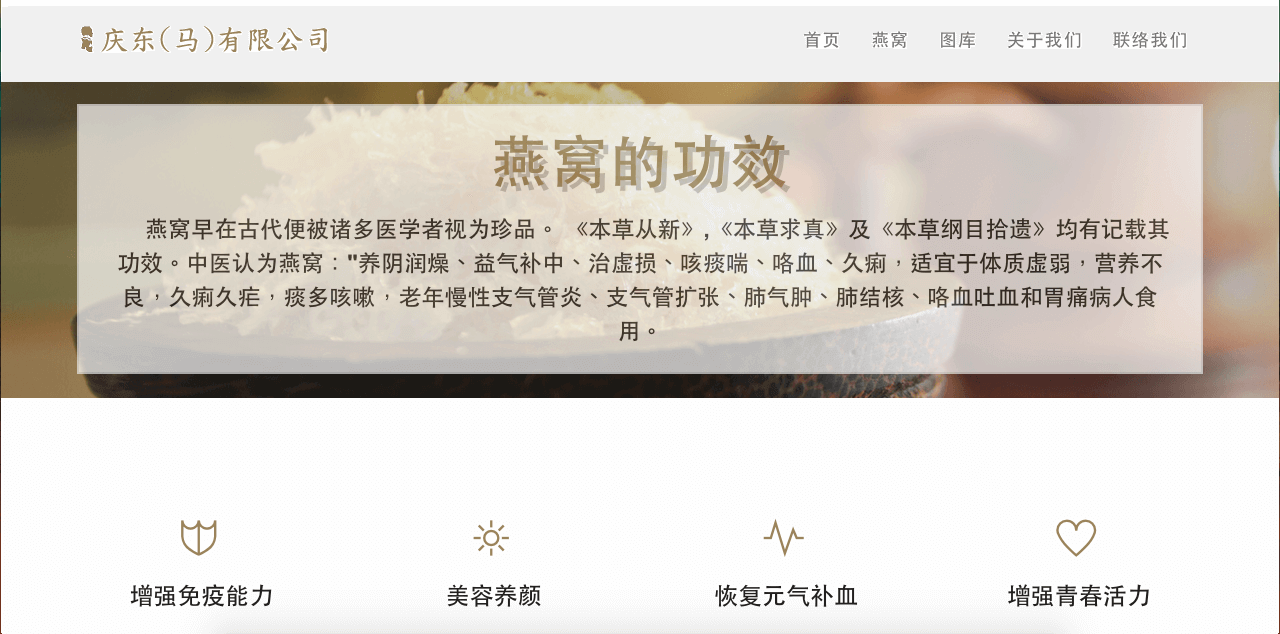 庆东(马)有限公司
首页 燕窝 图库 关于我们 联络我们
燕窝的功效
燕窝早在古代便被诸多医学者视为珍品。 《本草从新》,《本草求真》及《本草纲目拾遗》均有记载其
功效。中医认为燕窝："养阴润燥、益气补中、治虚损、咳痰喘、咯血、久痢，适宜于体质虚弱，营养不
良，久痢久疟，痰多咳嗽，老年慢性支气管炎、支气管扩张、肺气肿、肺结核、咯血吐血和胃痛病人食
用。
增强免疫能力
美容养颜
恢复元气补血
增强青春活力